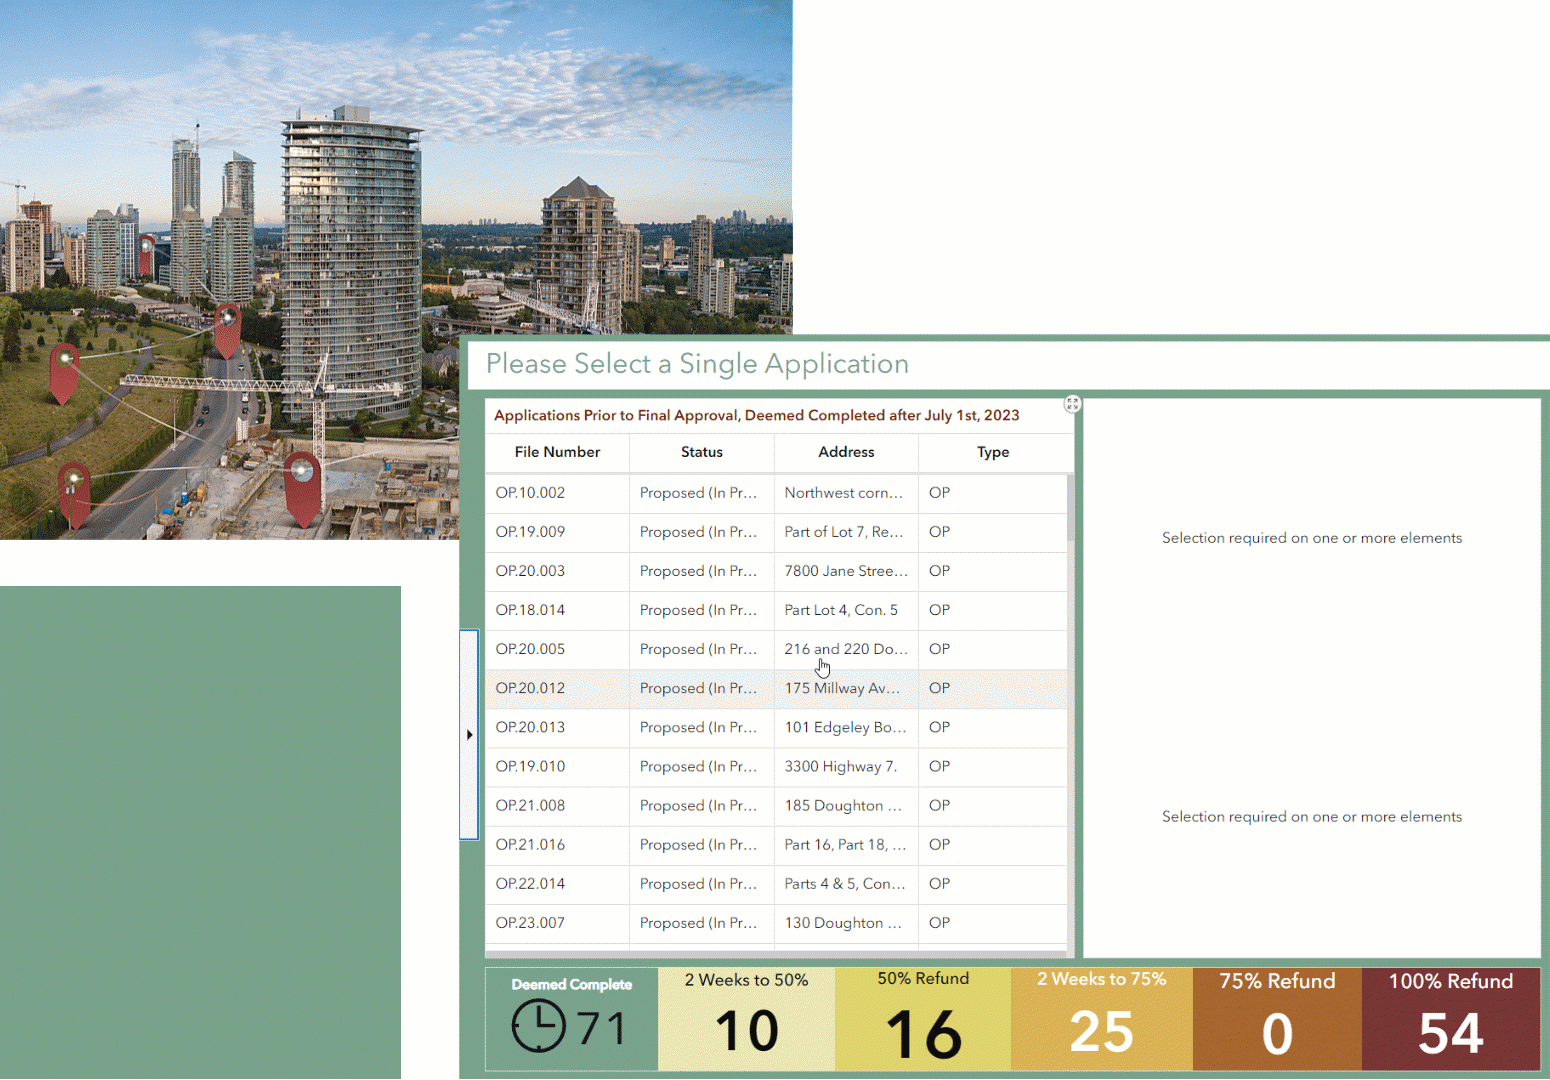 Please Select a Single Application
Applications Prior to Final Approval, Deemed Completed after July 1st, 2023
File Number Status Address Type
OP.10.002 Proposed (In Pr... Northwest corn... OP
OP.19.009 Proposed (In Pr... Part of Lot 7, Re... OP
OP.20.003 Proposed (In Pr... 7800 Jane Stree... OP
OP.18.014 Proposed (In Pr... Part Lot 4, Con. 5 OP
OP.20.005 Proposed (In Pr... 216 and 220 Do... OP
OP.20.012 Proposed (In Pr... 175 Millway Av... OP
OP.20.013 Proposed (In Pr... 101 Edgeley Bo... OP
OP.19.010 Proposed (In Pr... 3300 Highway 7. OP
OP.21.008 Proposed (In Pr... 185 Doughton ... OP
OP.21.016 Proposed (In Pr... Part 16, Part 18, ... OP
OP.22.014 Proposed (In Pr... Parts 4 & 5, Con... OP
OP.23.007 Proposed (In Pr... 130 Doughton ... OP
Selection required on one or more elements
Selection required on one or more elements
Deemed Complete
71
2 Weeks to 50%
10
50% Refund
16
2 Weeks to 75%
25
75% Refund
0
100% Refund
54